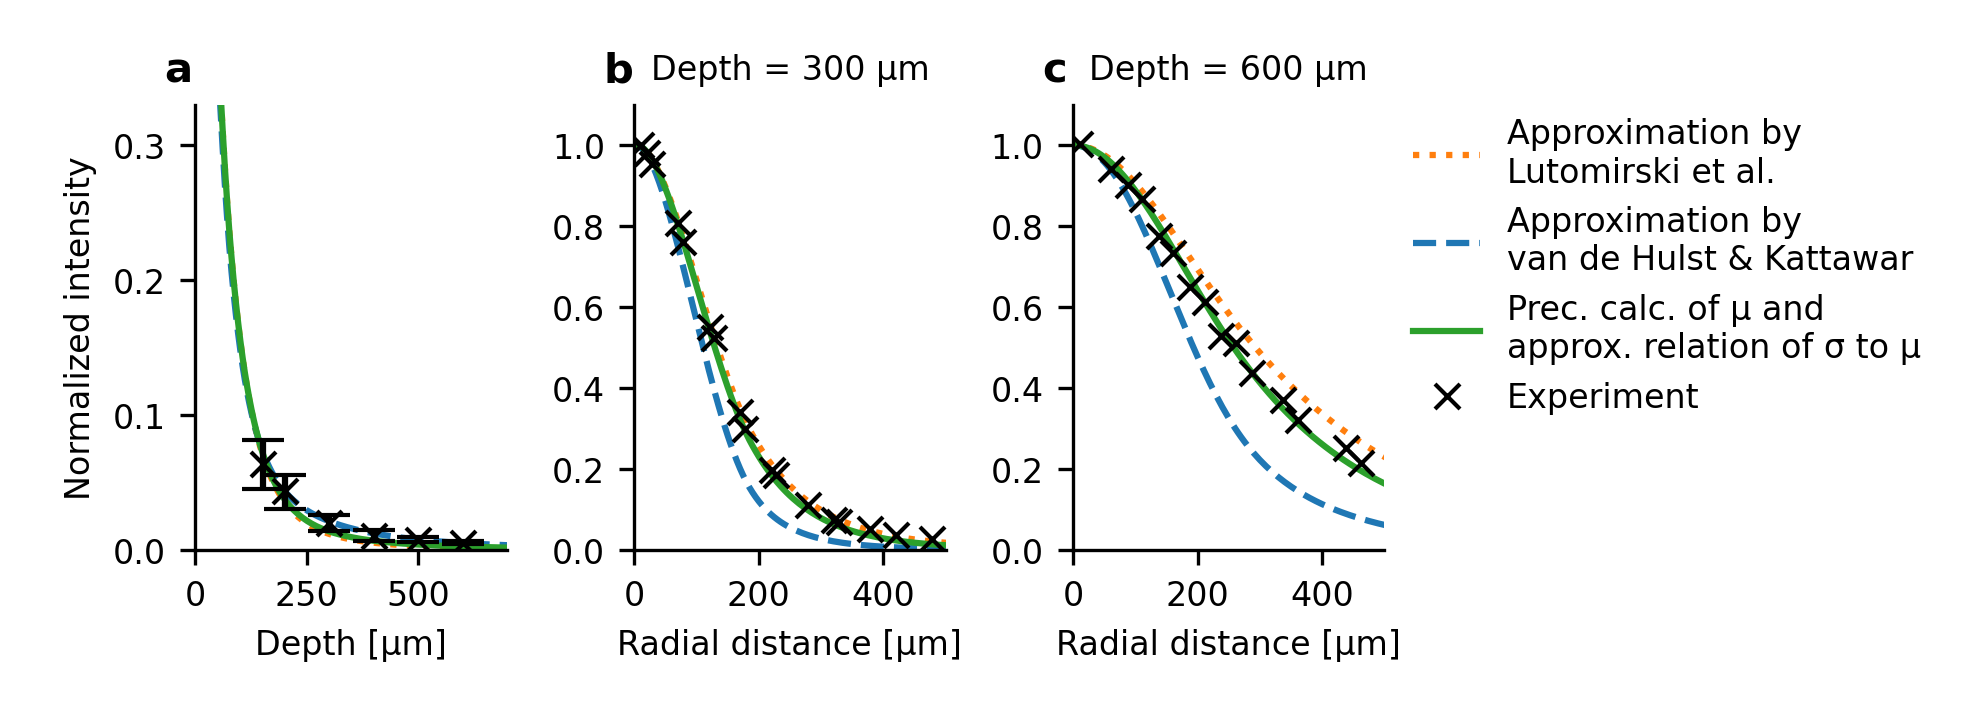 a
b Depth = 300 μm
c Depth = 600 μm
Normalized intensity
0.3
0.2
0.1
0.0
0 250 500
Depth [μm]
1.0
0.8
0.6
0.4
0.2
0.0
0 200 400
Radial distance [μm]
1.0
0.8
0.6
0.4
0.2
0.0
0 200 400
Radial distance [μm]
Approximation by
Lutomirski et al.
Approximation by
van de Hulst & Kattawar
Prec. calc. of μ and
approx. relation of σ to μ
Experiment